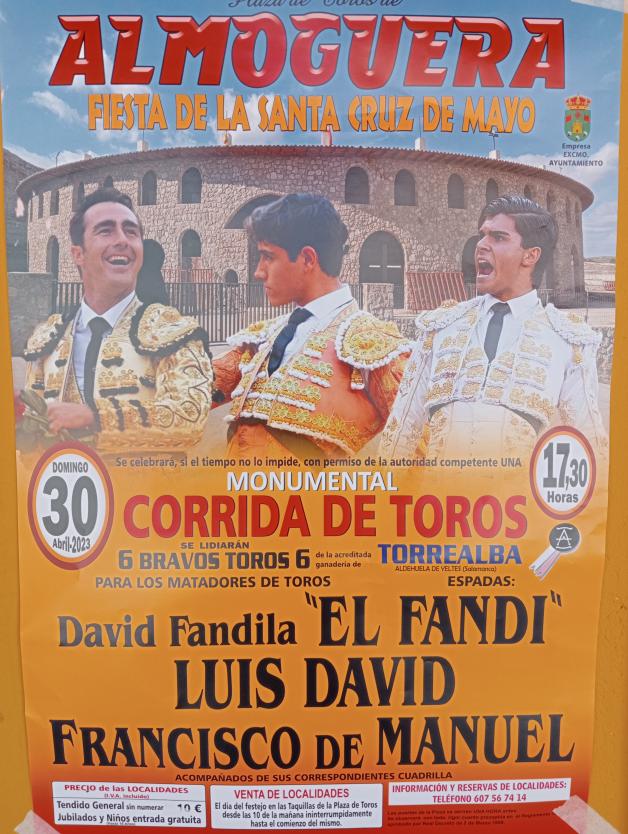 Plaza de Toros de
ALMOGUERA
FIESTA DE LA SANTA CRUZ DE MAYO
Empresa
EXCMO.
AYUNTAMIENTO
DOMINGO
30
Abril-2023
Se celebrará, si el tiempo no lo impide, con permiso de la autoridad competente UNA
17,30
Horas
MONUMENTAL
CORRIDA DE TOROS
SE LIDIARÁN
6 BRAVOS TOROS 6
de la acreditada
ganadería de
TORREALBA
ALDEHUELA DE YELTES (Salamanca)
PARA LOS MATADORES DE TOROS
ESPADAS:
David Fandila "EL FANDI"
LUIS DAVID
FRANCISCO DE MANUEL
ACOMPAÑADOS DE SUS CORRESPONDIENTES CUADRILLA
PRECJO de las LOCALIDADES
(I.V.A. incluido)
Tendido General sin numerar 10 €
Jubilados y Niños entrada gratuita
VENTA DE LOCALIDADES
El día del festejo en las Taquillas de la Plaza de Toros
desde las 10 de la mañana ininterrumpidamente
hasta el comienzo del mismo.
INFORMACIÓN Y RESERVAS DE LOCALIDADES:
TELÉFONO 607 56 74 14